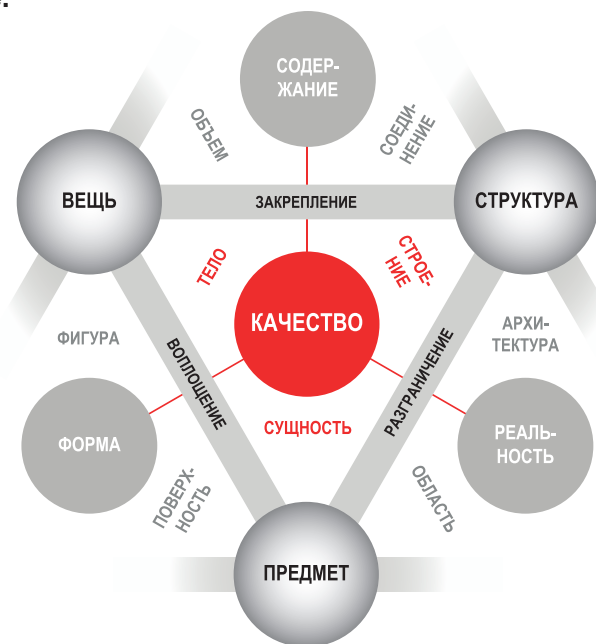 СОДЕР-
ЖАНИЕ
ОБЪЕМ
СОЕДИ-
НЕНИЕ
ВЕЩЬ
ЗАКРЕПЛЕНИЕ
СТРУКТУРА
ТЕЛО
СТРОЕ-
НИЕ
КАЧЕСТВО
ФИГУРА
ВОПЛОЩЕНИЕ
РАЗГРАНИЧЕНИЕ
АРХИ-
ТЕКТУРА
СУЩНОСТЬ
ФОРМА
РЕАЛЬ-
НОСТЬ
ПОВЕРХ-
НОСТЬ
ОБЛАСТЬ
ПРЕДМЕТ